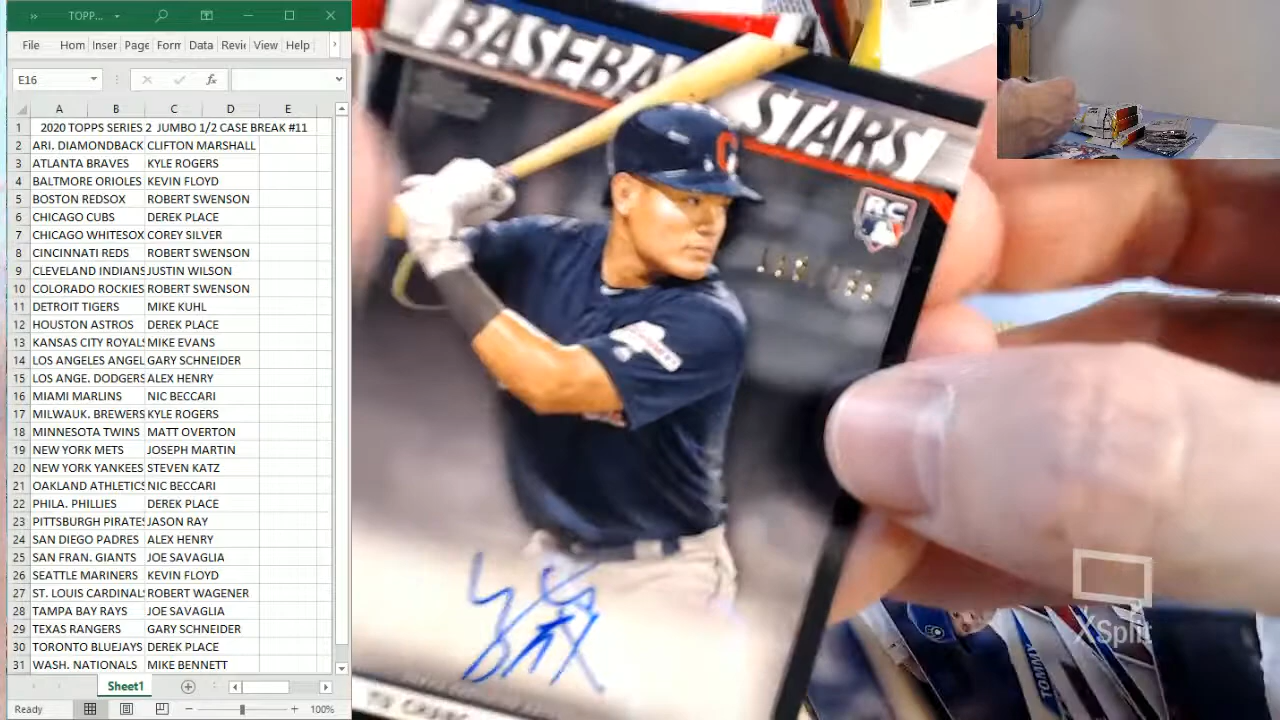 TOPP...
File Hom Inser Page Form Data Revie View Help
E16
fx
A B C D E
1 2020 TOPPS SERIES 2 JUMBO 1/2 CASE BREAK #11
2 ARI. DIAMONDBACK CLIFTON MARSHALL
3 ATLANTA BRAVES KYLE ROGERS
4 BALTMORE ORIOLES KEVIN FLOYD
5 BOSTON REDSOX ROBERT SWENSON
6 CHICAGO CUBS DEREK PLACE
7 CHICAGO WHITESOX COREY SILVER
8 CINCINNATI REDS ROBERT SWENSON
9 CLEVELAND INDIANS JUSTIN WILSON
10 COLORADO ROCKIES ROBERT SWENSON
11 DETROIT TIGERS MIKE KUHL
12 HOUSTON ASTROS DEREK PLACE
13 KANSAS CITY ROYAL MIKE EVANS
14 LOS ANGELES ANGEL GARY SCHNEIDER
15 LOS ANGE. DODGERS ALEX HENRY
16 MIAMI MARLINS NIC BECCARI
17 MILWAUK. BREWERS KYLE ROGERS
18 MINNESOTA TWINS MATT OVERTON
19 NEW YORK METS JOSEPH MARTIN
20 NEW YORK YANKEES STEVEN KATZ
21 OAKLAND ATHLETICS NIC BECCARI
22 PHILA. PHILLIES DEREK PLACE
23 PITTSBURGH PIRATE JASON RAY
24 SAN DIEGO PADRES ALEX HENRY
25 SAN FRAN. GIANTS JOE SAVAGLIA
26 SEATTLE MARINERS KEVIN FLOYD
27 ST. LOUIS CARDINAL ROBERT WAGENER
28 TAMPA BAY RAYS JOE SAVAGLIA
29 TEXAS RANGERS GARY SCHNEIDER
30 TORONTO BLUEJAYS DEREK PLACE
31 WASH. NATIONALS MIKE BENNETT
Sheet1
Ready 100%
BASEBA
STARS
C
RC
TOMMY
XSplit